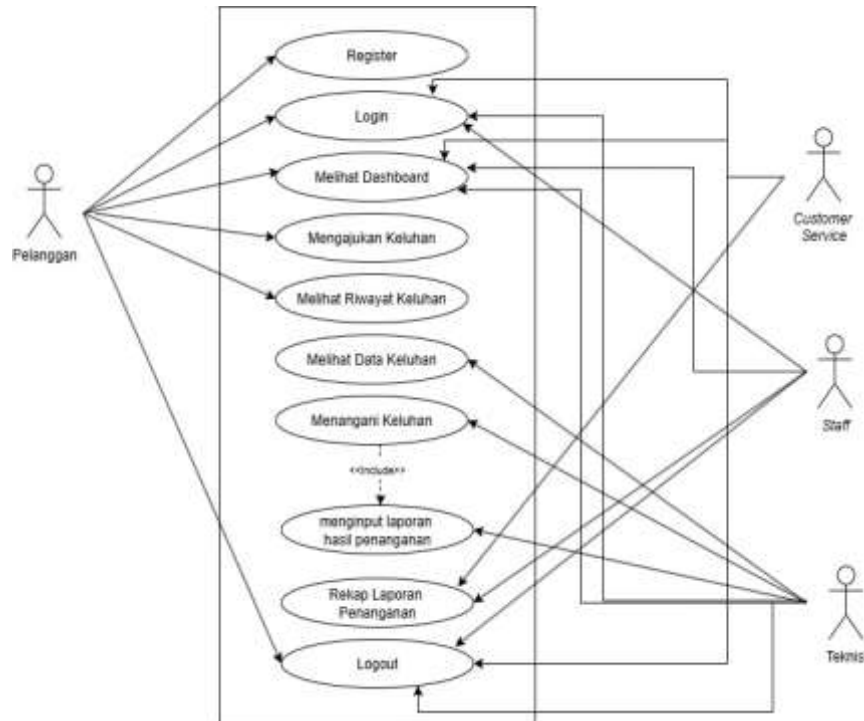 Register
Login
Melihat Dashboard
Mengajukan Keluhan
Melihat Riwayat Keluhan
Melihat Data Keluhan
Menangani Keluhan
<<Include>>
menginput laporan
hasil penanganan
Rekap Laporan
Penanganan
Logout
Pelanggan
Customer
Service
Staff
Teknis